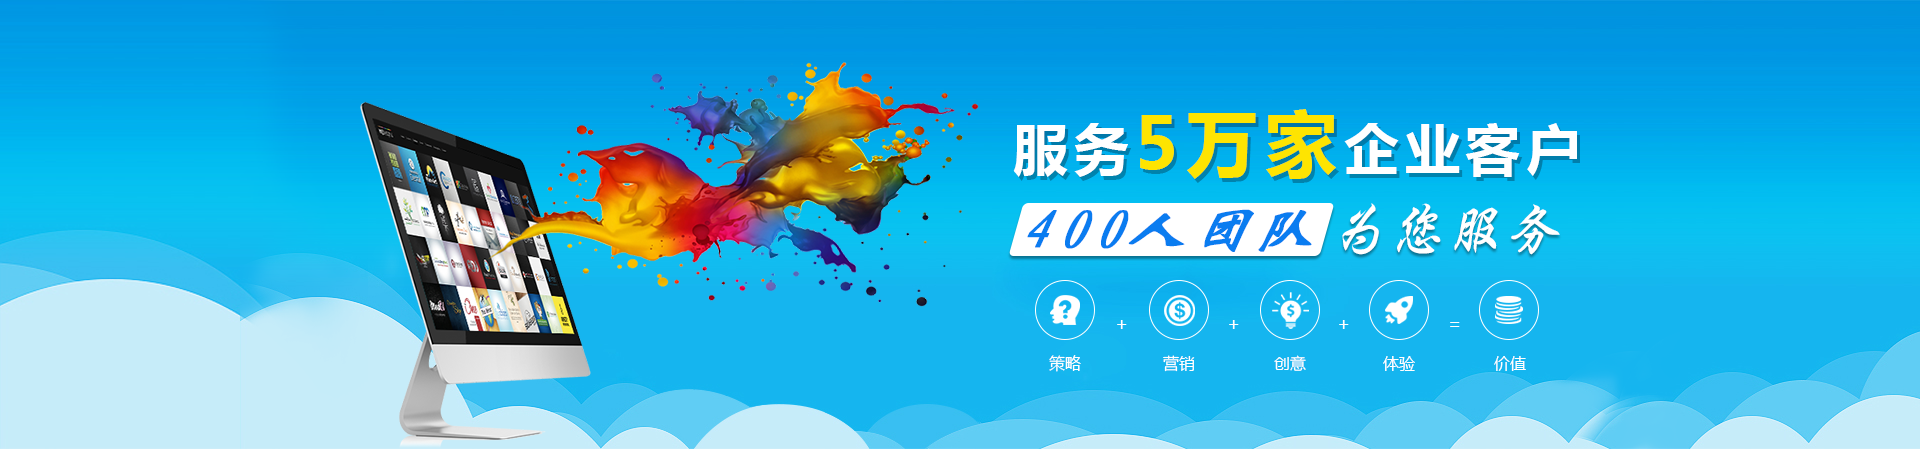 服务5万家企业客户
400人团队为您服务
? + $ + $ + =
策略 营销 创意 体验 价值